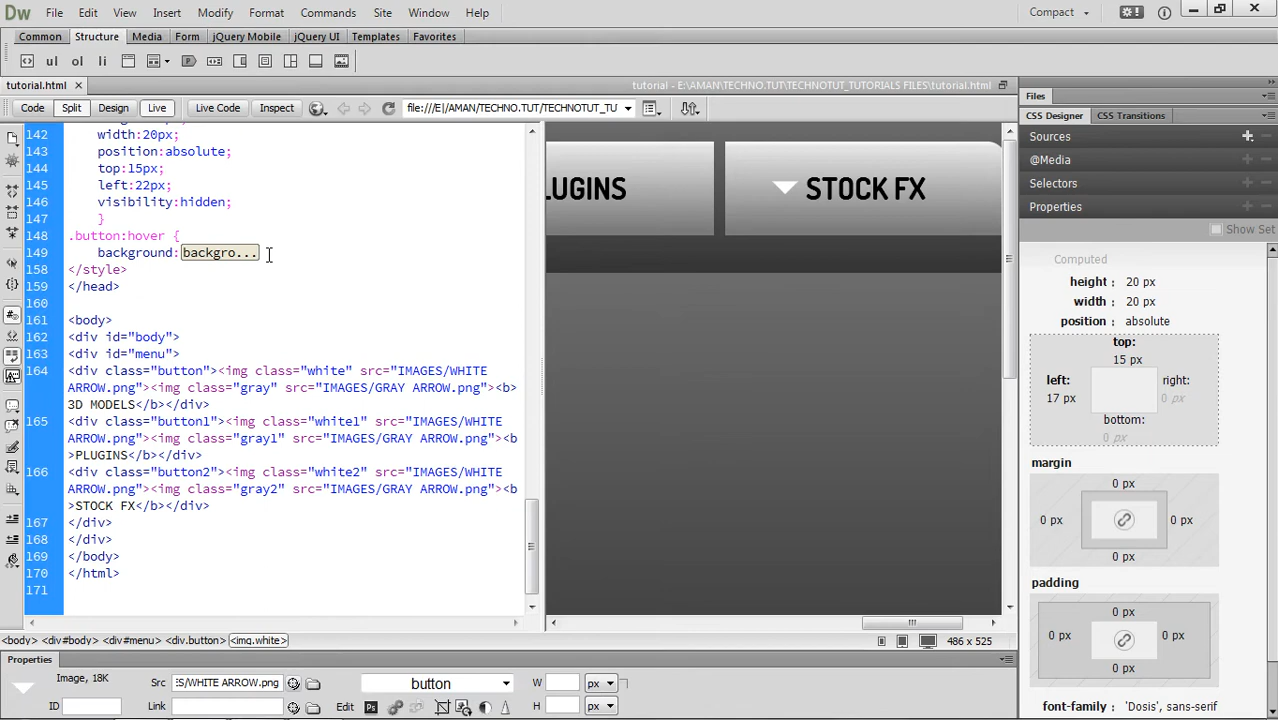 Dw File Edit View Insert Modify Format Commands Site Window Help Compact
Common Structure Media Form jQuery Mobile jQuery UI Templates Favorites
ul ol li
tutorial.html tutorial - E:\AMAN\TECHNO.TUT\TECHNOTUT_TUTORIALS FILES\tutorial.html
Code Split Design Live Live Code Inspect file:///E|/AMAN/TECHNO.TUT/TECHNOTUT_TU
142 width:20px;
143 position:absolute;
144 top:15px;
145 left:22px;
146 visibility:hidden;
147 }
148 .button:hover {
149 background:backgro...
158 </style>
159 </head>
160
161 <body>
162 <div id="body">
163 <div id="menu">
164 <div class="button"><img class="white" src="IMAGES/WHITE
ARROW.png"><img class="gray" src="IMAGES/GRAY ARROW.png"><b>
3D MODELS</b></div>
165 <div class="button1"><img class="white1" src="IMAGES/WHITE
ARROW.png"><img class="gray1" src="IMAGES/GRAY ARROW.png"><b
>PLUGINS</b></div>
166 <div class="button2"><img class="white2" src="IMAGES/WHITE
ARROW.png"><img class="gray2" src="IMAGES/GRAY ARROW.png"><b
>STOCK FX</b></div>
167 </div>
168 </div>
169 </body>
170 </html>
171
LUGINS STOCK FX
Files
CSS Designer CSS Transitions
Sources
@Media
Selectors
Properties
Show Set
Computed
height : 20 px
width : 20 px
position : absolute
top:
15 px
left: right:
17 px 0 px
bottom:
0 px
margin
0 px
0 px 0 px
0 px
padding
0 px
0 px 0 px
0 px
font-family : 'Dosis', sans-serif
<body> <div#body> <div#menu> <div.button> <img.white> 486 x 525
Properties
Image, 18K Src ES/WHITE ARROW.png button W px
ID Link Edit Ps H px